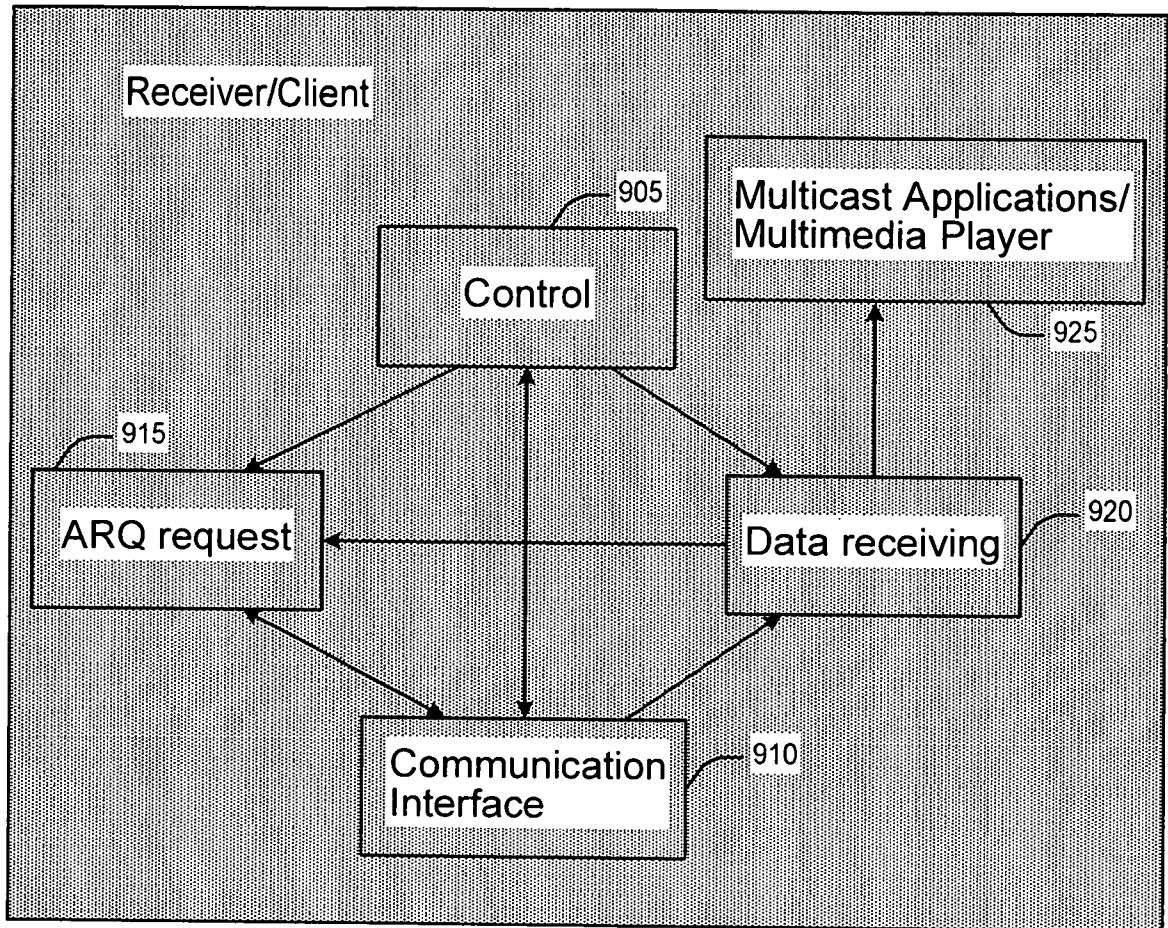 Receiver/Client
905
Multicast Applications/
Multimedia Player
Control
925
915
ARQ request
Data receiving
920
Communication
Interface
910